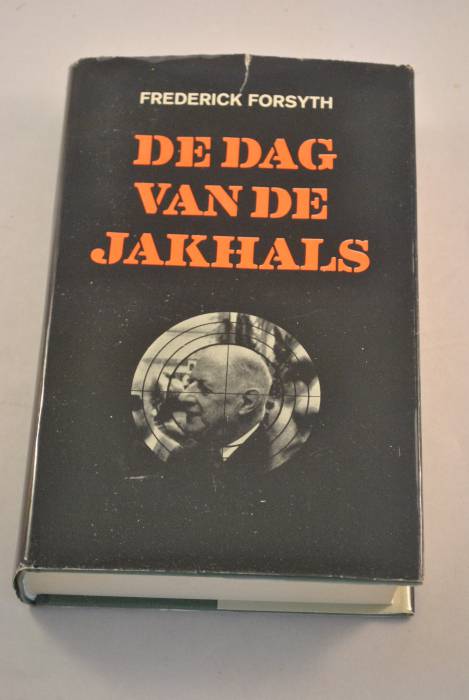 FREDERICK FORSYTH
DE DAG
VAN DE
JAKHALS